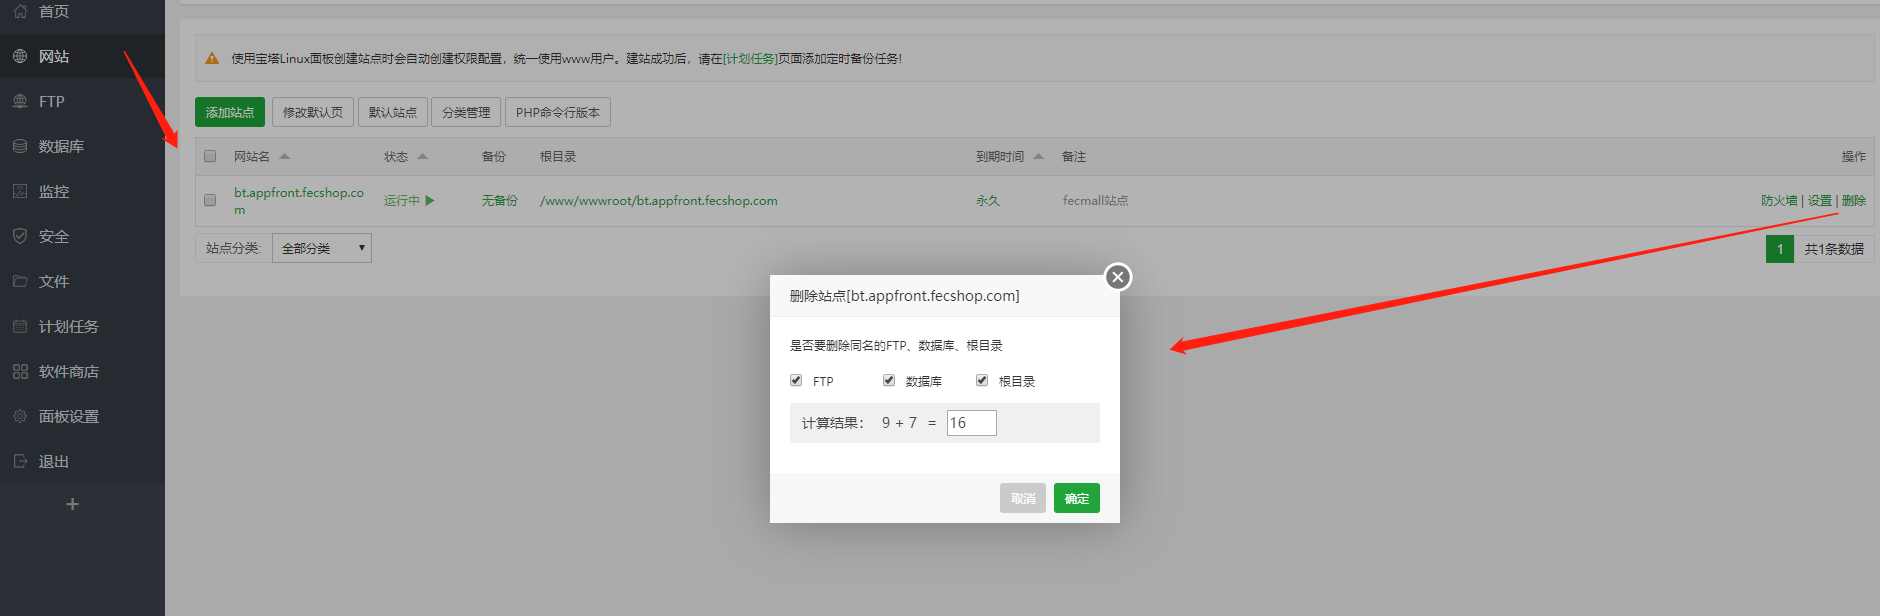 首页
网站
FTP
数据库
监控
安全
文件
计划任务
软件商店
面板设置
退出
使用宝塔Linux面板创建站点时会自动创建权限配置，统一使用www用户。建站成功后，请在[计划任务]页面添加定时备份任务!
添加站点 修改默认页 默认站点 分类管理 PHP命令行版本
网站名 状态 备份 根目录 到期时间 备注 操作
bt.appfront.fecshop.co
m
运行中 无备份 /www/wwwroot/bt.appfront.fecshop.com 永久 fecmall站点 防火墙 | 设置 | 删除
站点分类: 全部分类 1 共1条数据
删除站点[bt.appfront.fecshop.com]
是否要删除同名的FTP、数据库、根目录
FTP 数据库 根目录
计算结果： 9 + 7 = 16
取消 确定